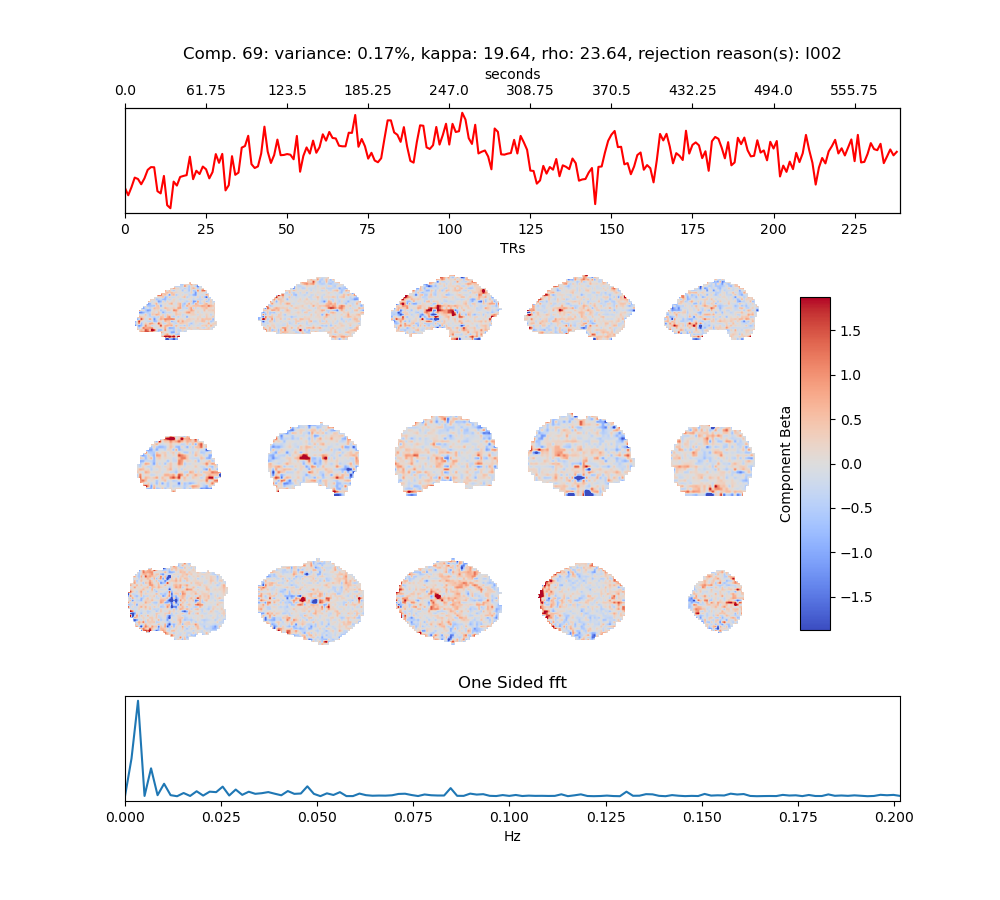 Comp. 69: variance: 0.17%, kappa: 19.64, rho: 23.64, rejection reason(s): I002
seconds
0.0 61.75 123.5 185.25 247.0 308.75 370.5 432.25 494.0 555.75
0 25 50 75 100 125 150 175 200 225
TRs
1.5
1.0
0.5
0.0
−0.5
−1.0
−1.5
Component Beta
One Sided fft
0.000 0.025 0.050 0.075 0.100 0.125 0.150 0.175 0.200
Hz